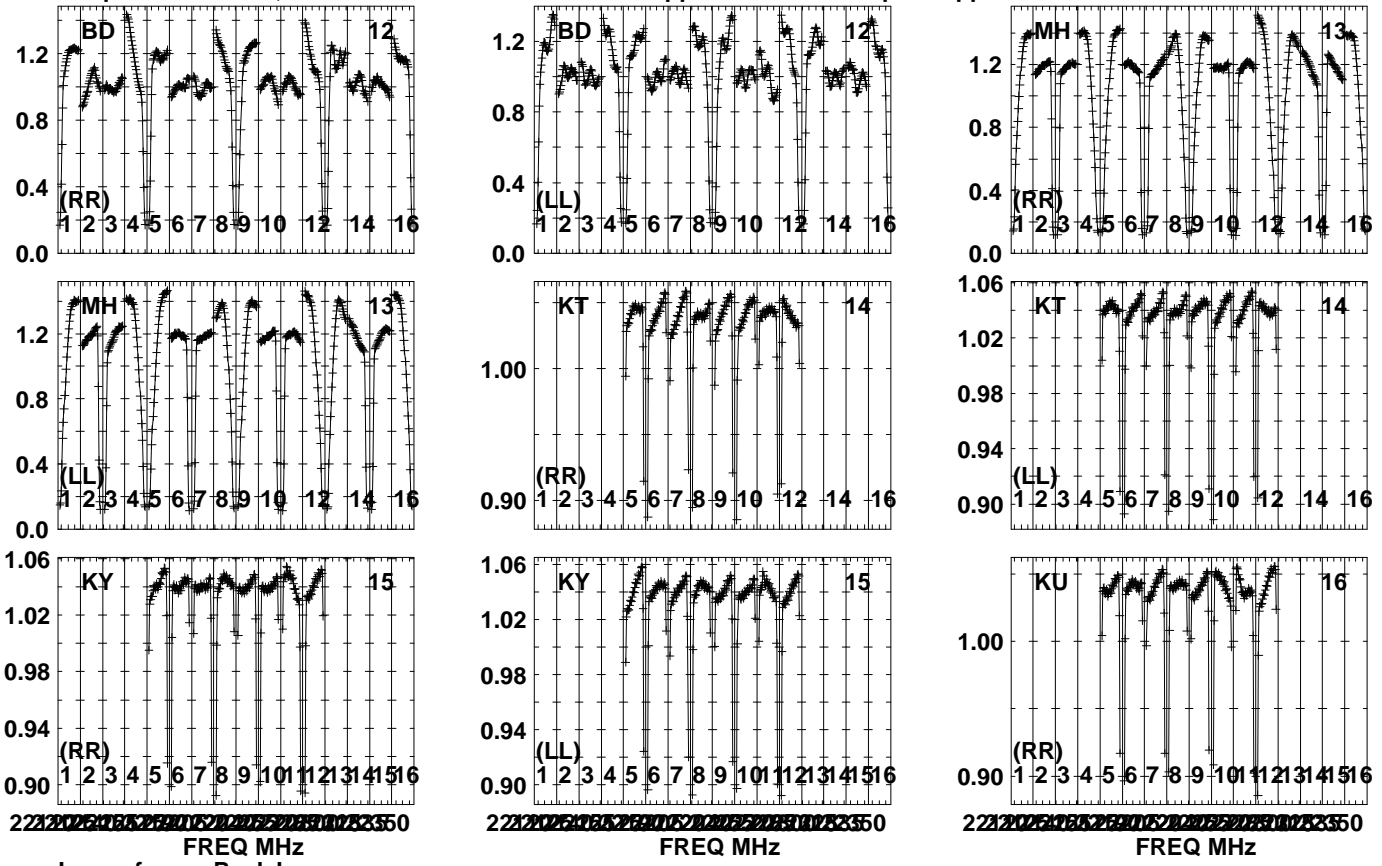 BD 12
1.2
0.8
0.4
0.0
(RR)
1 2 3 4 5 6 7 8 9 10 12 14 16
BD 12
1.2
0.8
0.4
0.0
(LL)
1 2 3 4 5 6 7 8 9 10 12 14 16
MH 13
1.2
0.8
0.4
0.0
(RR)
1 2 3 4 5 6 7 8 9 10 12 14 16
MH 13
1.2
0.8
0.4
0.0
(LL)
1 2 3 4 5 6 7 8 9 10 12 14 16
KT 14
1.00
0.90
(RR)
1 2 3 4 5 6 7 8 9 10 12 14 16
KT 14
1.06
1.02
0.98
0.94
0.90
(LL)
1 2 3 4 5 6 7 8 9 10 12 14 16
KY 15
1.06
1.02
0.98
0.94
0.90
(RR)
1 2 3 4 5 6 7 8 9 10 11 12 13 14 15 16
FREQ MHz
KY 15
1.06
1.02
0.98
0.94
0.90
(LL)
1 2 3 4 5 6 7 8 9 10 11 12 13 14 15 16
FREQ MHz
KU 16
1.00
0.90
(RR)
1 2 3 4 5 6 7 8 9 10 11 12 13 14 15 16
FREQ MHz